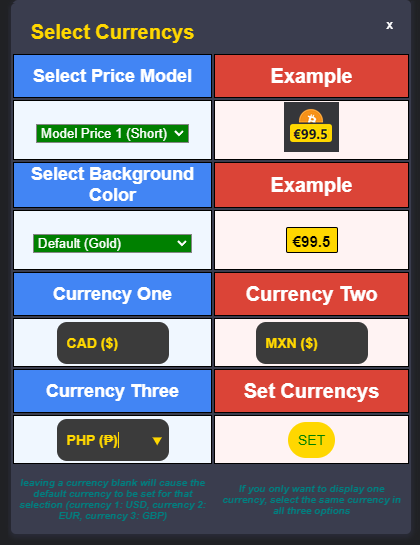 Select Currencys
x
Select Price Model
Example
Model Price 1 (Short)
€99.5
Select Background
Color
Example
Default (Gold)
€99.5
Currency One
Currency Two
CAD ($)
MXN ($)
Currency Three
Set Currencys
PHP (₱)
SET
leaving a currency blank will cause the
default currency to be set for that
selection (currency 1: USD, currency 2:
EUR, currency 3: GBP)
If you only want to display one
currency, select the same currency in
all three options